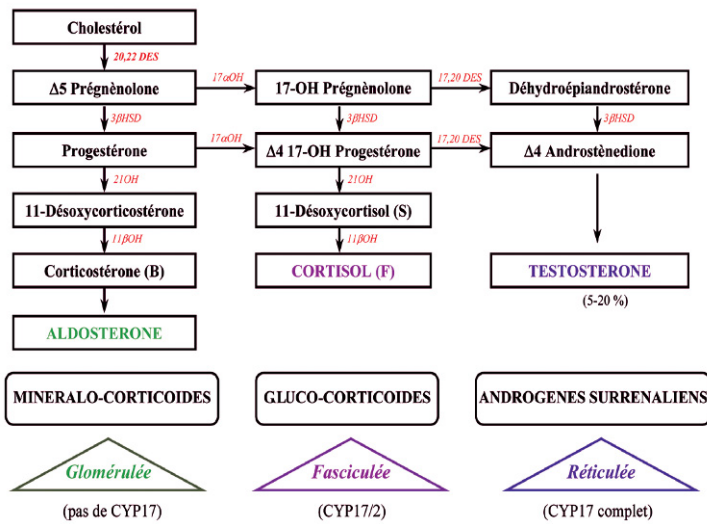 Cholestérol
20,22 DES
Δ5 Prégnènolone
17αOH
17-OH Prégnènolone
17,20 DES
Déhydroépiandrostérone
3βHSD
3βHSD
3βHSD
Progestérone
17αOH
Δ4 17-OH Progestérone
17,20 DES
Δ4 Androstènedione
21OH
21OH
11-Désoxycorticostérone
11-Désoxycortisol (S)
11βOH
11βOH
Corticostérone (B)
CORTISOL (F)
TESTOSTERONE
(5-20 %)
ALDOSTERONE
MINERALO-CORTICOIDES
GLUCO-CORTICOIDES
ANDROGENES SURRENALIENS
Glomérulée
Fasciculée
Réticulée
(pas de CYP17)
(CYP17/2)
(CYP17 complet)